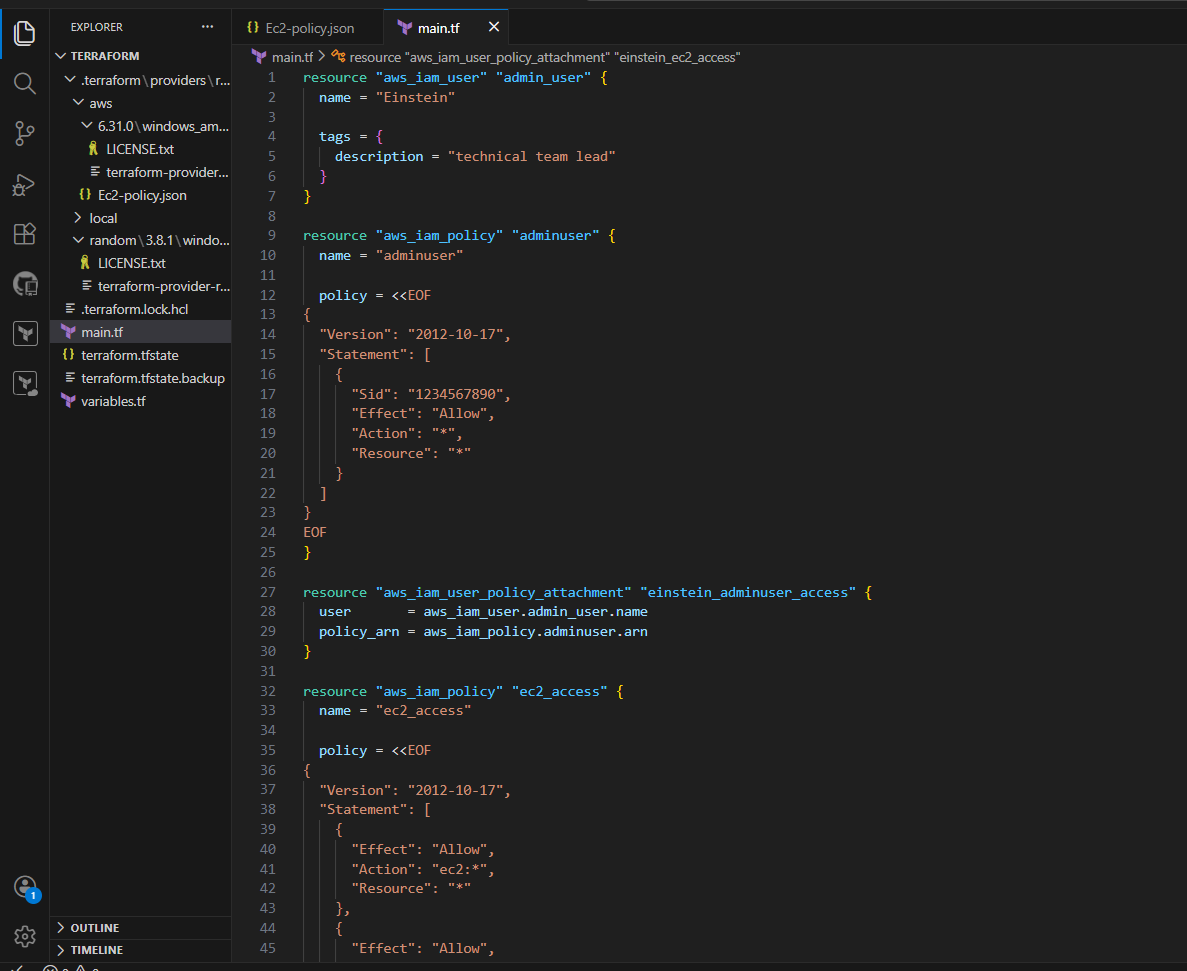 EXPLORER ···
TERRAFORM
.terraform\providers\r...
aws
6.31.0\windows_am...
LICENSE.txt
terraform-provider...
{} Ec2-policy.json
local
random\3.8.1\windo...
LICENSE.txt
terraform-provider-r...
.terraform.lock.hcl
main.tf
{} terraform.tfstate
terraform.tfstate.backup
variables.tf
1
OUTLINE
TIMELINE
{} Ec2-policy.json main.tf
main.tf > resource "aws_iam_user_policy_attachment" "einstein_ec2_access"
1 resource "aws_iam_user" "admin_user" {
2 name = "Einstein"
3
4 tags = {
5 description = "technical team lead"
6 }
7 }
8
9 resource "aws_iam_policy" "adminuser" {
10 name = "adminuser"
11
12 policy = <<EOF
13 {
14 "Version": "2012-10-17",
15 "Statement": [
16 {
17 "Sid": "1234567890",
18 "Effect": "Allow",
19 "Action": "*",
20 "Resource": "*"
21 }
22 ]
23 }
24 EOF
25 }
26
27 resource "aws_iam_user_policy_attachment" "einstein_adminuser_access" {
28 user = aws_iam_user.admin_user.name
29 policy_arn = aws_iam_policy.adminuser.arn
30 }
31
32 resource "aws_iam_policy" "ec2_access" {
33 name = "ec2_access"
34
35 policy = <<EOF
36 {
37 "Version": "2012-10-17",
38 "Statement": [
39 {
40 "Effect": "Allow",
41 "Action": "ec2:*",
42 "Resource": "*"
43 },
44 {
45 "Effect": "Allow",